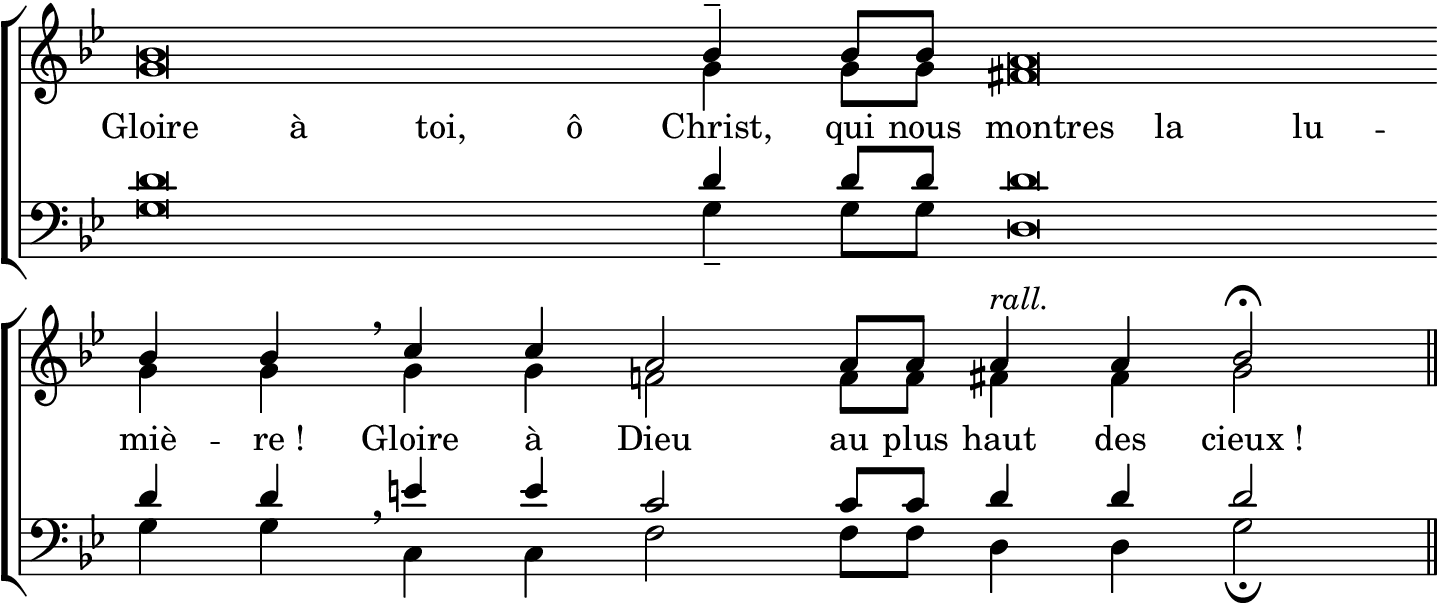 Gloire à toi, ô Christ, qui nous montres la lu -
rall.
miè - re ! Gloire à Dieu au plus haut des cieux !